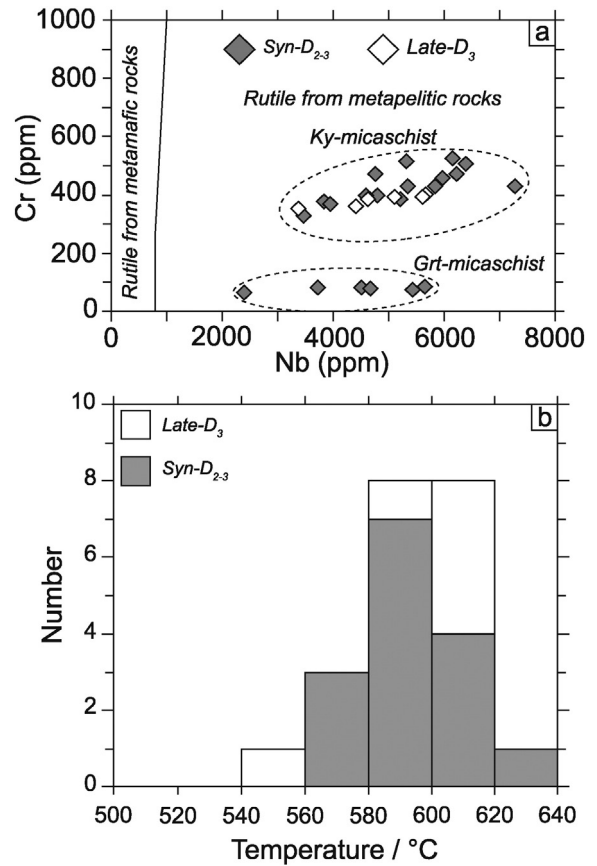 1000
800
600
400
200
0
Cr (ppm)
a
Syn-D2-3
Late-D3
Rutile from metamafic rocks
Rutile from metapelitic rocks
Ky-micaschist
Grt-micaschist
0 2000 4000 6000 8000
Nb (ppm)
10
8
6
4
2
0
Number
b
Late-D3
Syn-D2-3
500 520 540 560 580 600 620 640
Temperature / °C